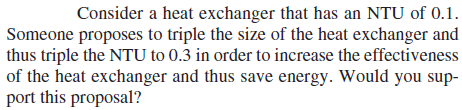 Consider a heat exchanger that has an NTU of 0.1.
Someone proposes to triple the size of the heat exchanger and
thus triple the NTU to 0.3 in order to increase the effectiveness
of the heat exchanger and thus save energy. Would you sup-
port this proposal?